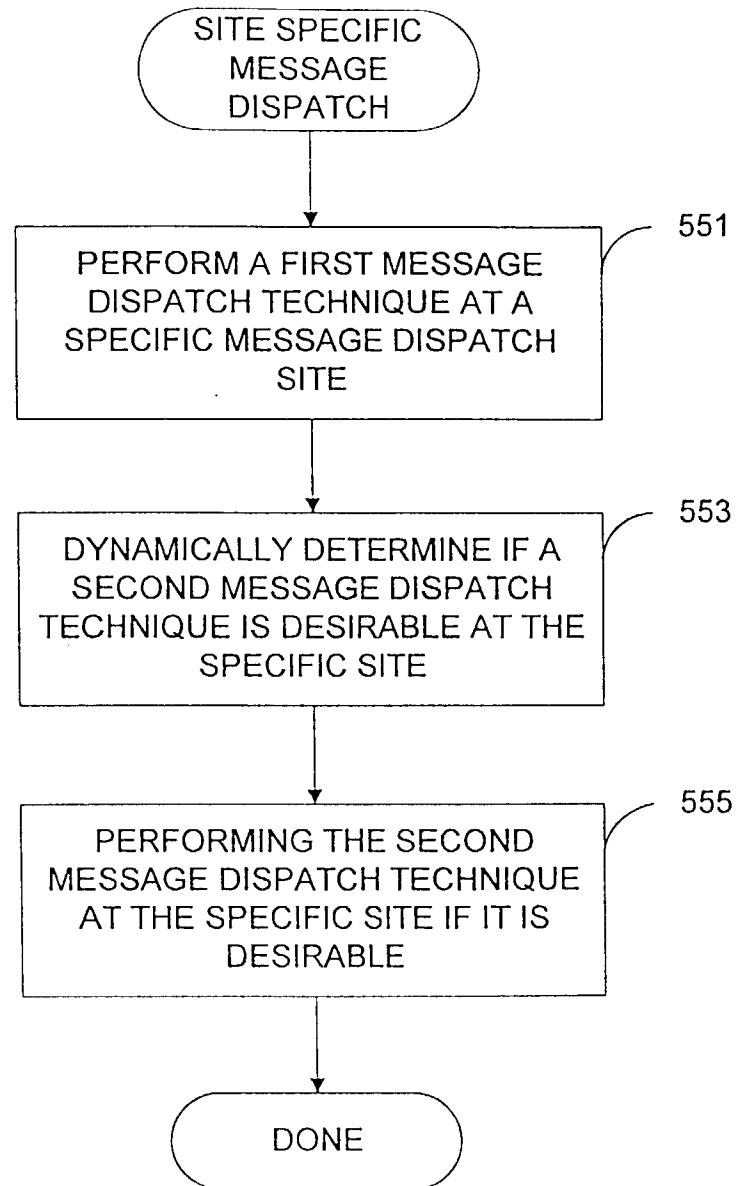 SITE SPECIFIC
MESSAGE
DISPATCH
551
PERFORM A FIRST MESSAGE
DISPATCH TECHNIQUE AT A
SPECIFIC MESSAGE DISPATCH
SITE
553
DYNAMICALLY DETERMINE IF A
SECOND MESSAGE DISPATCH
TECHNIQUE IS DESIRABLE AT THE
SPECIFIC SITE
555
PERFORMING THE SECOND
MESSAGE DISPATCH TECHNIQUE
AT THE SPECIFIC SITE IF IT IS
DESIRABLE
DONE